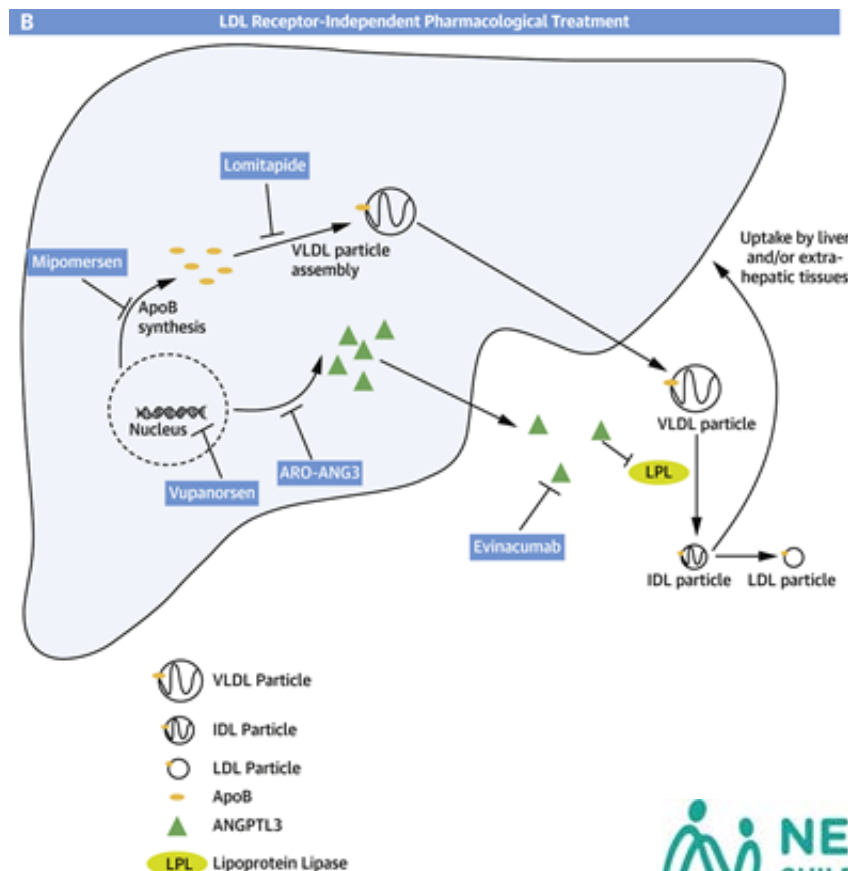 B
LDL Receptor-Independent Pharmacological Treatment
Lomitapide
VLDL particle
assembly
Mipomersen
ApoB
synthesis
Uptake by liver
and/or extra-
hepatic tissues
Nucleus
VLDL particle
LPL
ARO-ANG3
Vupanorsen
Evinacumab
IDL particle
LDL particle
VLDL Particle
IDL Particle
LDL Particle
ApoB
ANGPTL3
LPL
Lipoprotein Lipase
NE